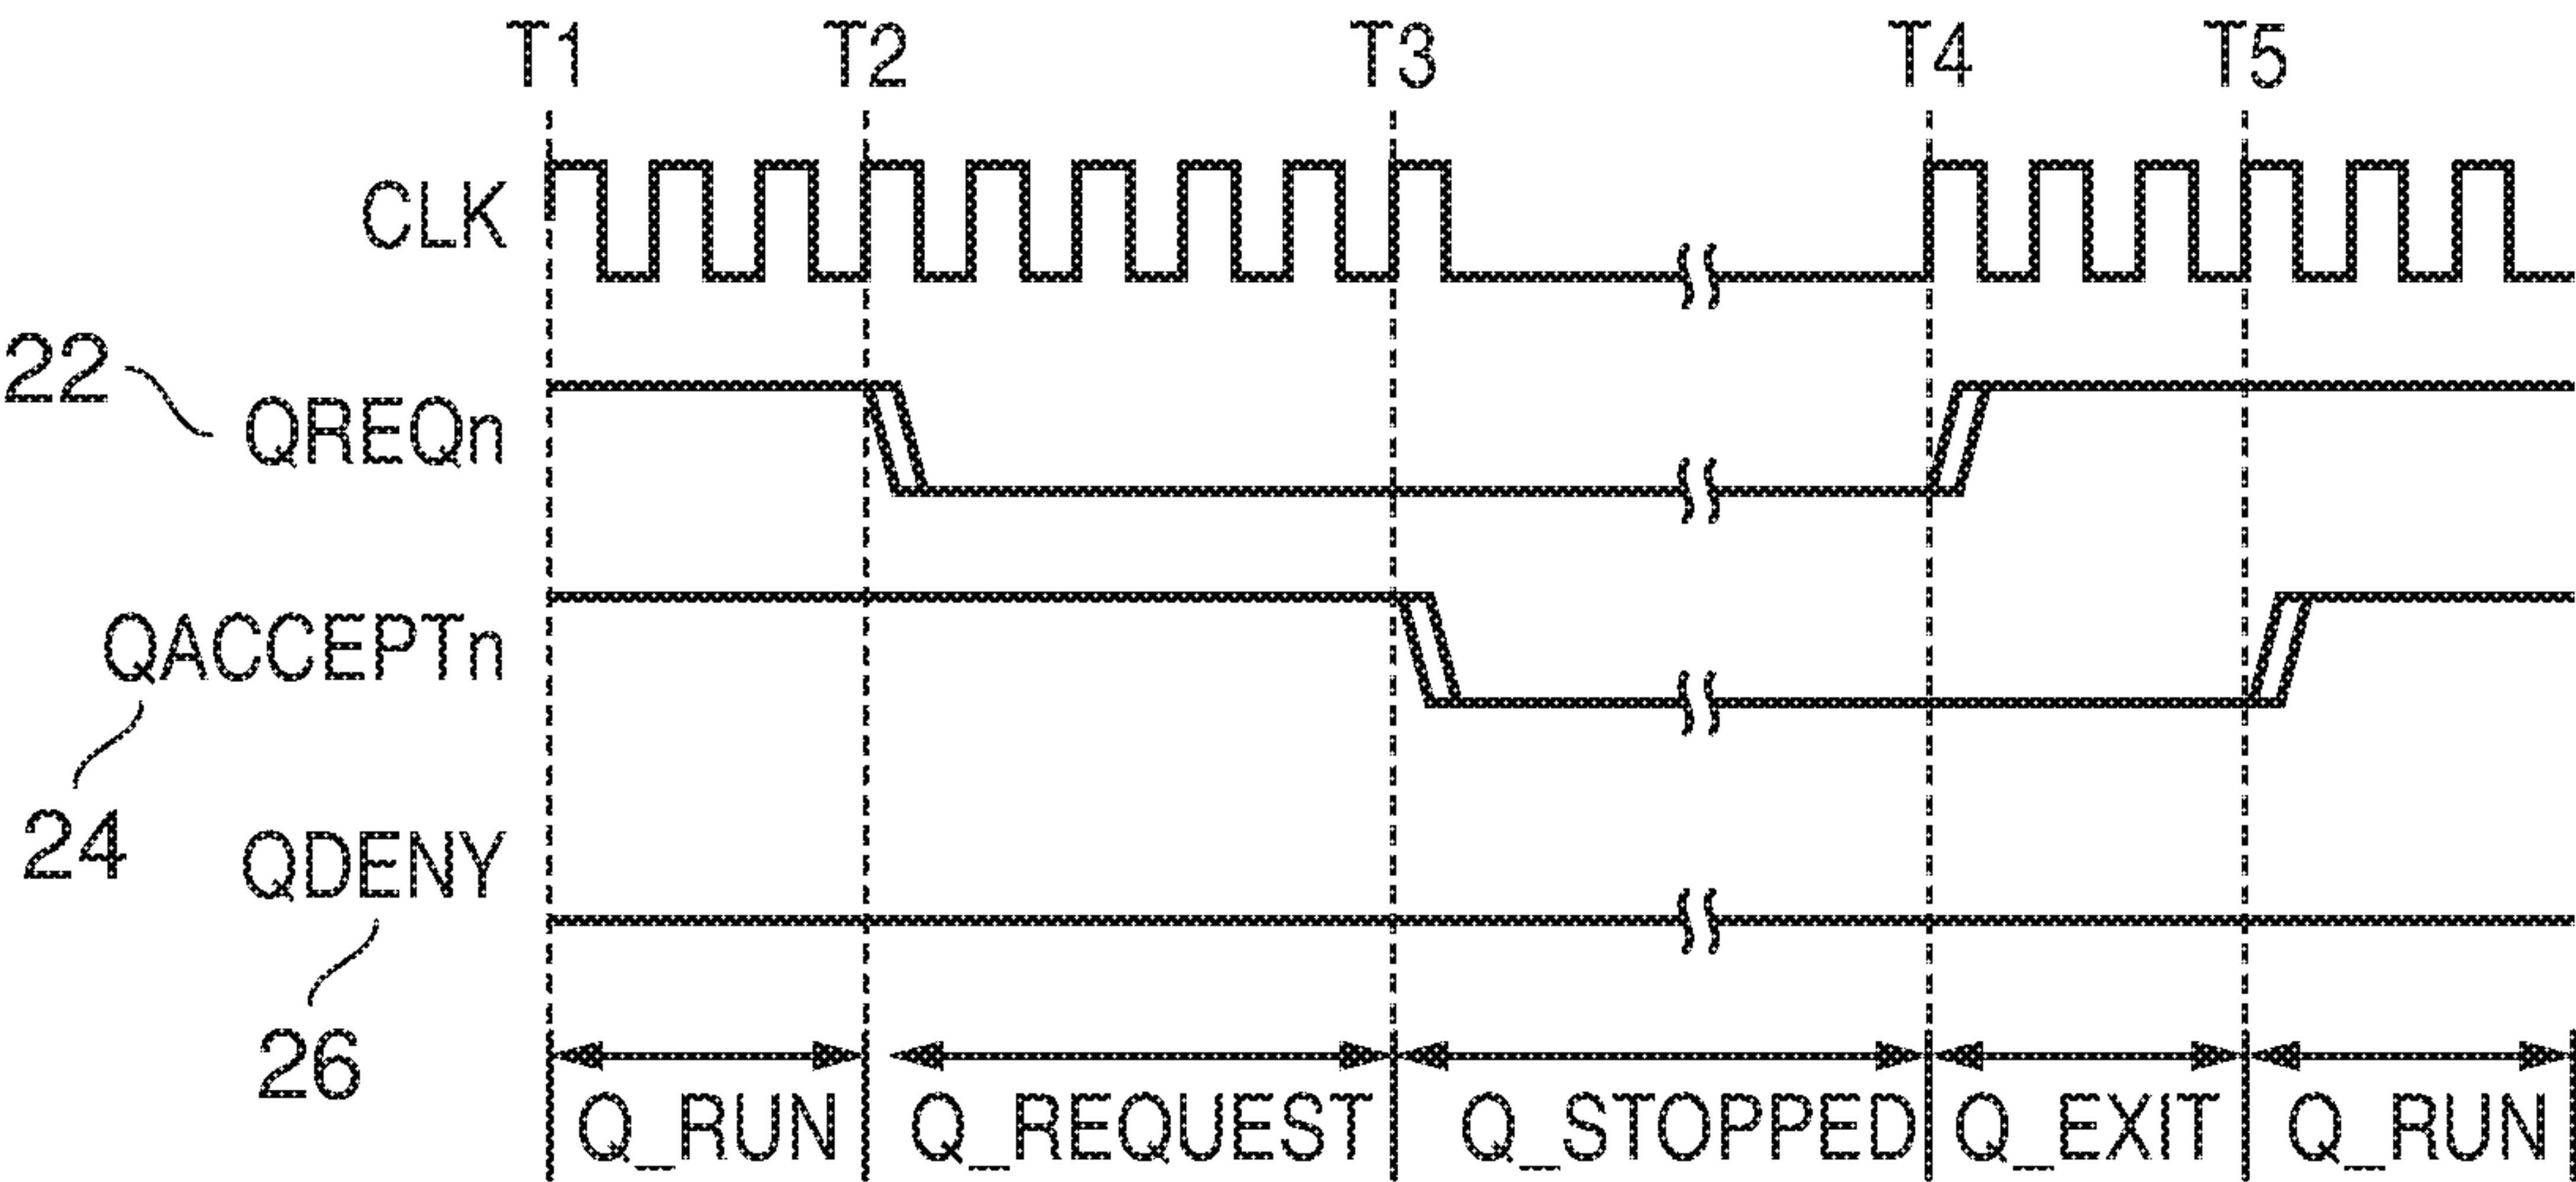 T1 T2 T3 T4 T5
CLK
22
QREQn
QACCEPTn
24
QDENY
26
Q_RUN Q_REQUEST Q_STOPPED Q_EXIT Q_RUN